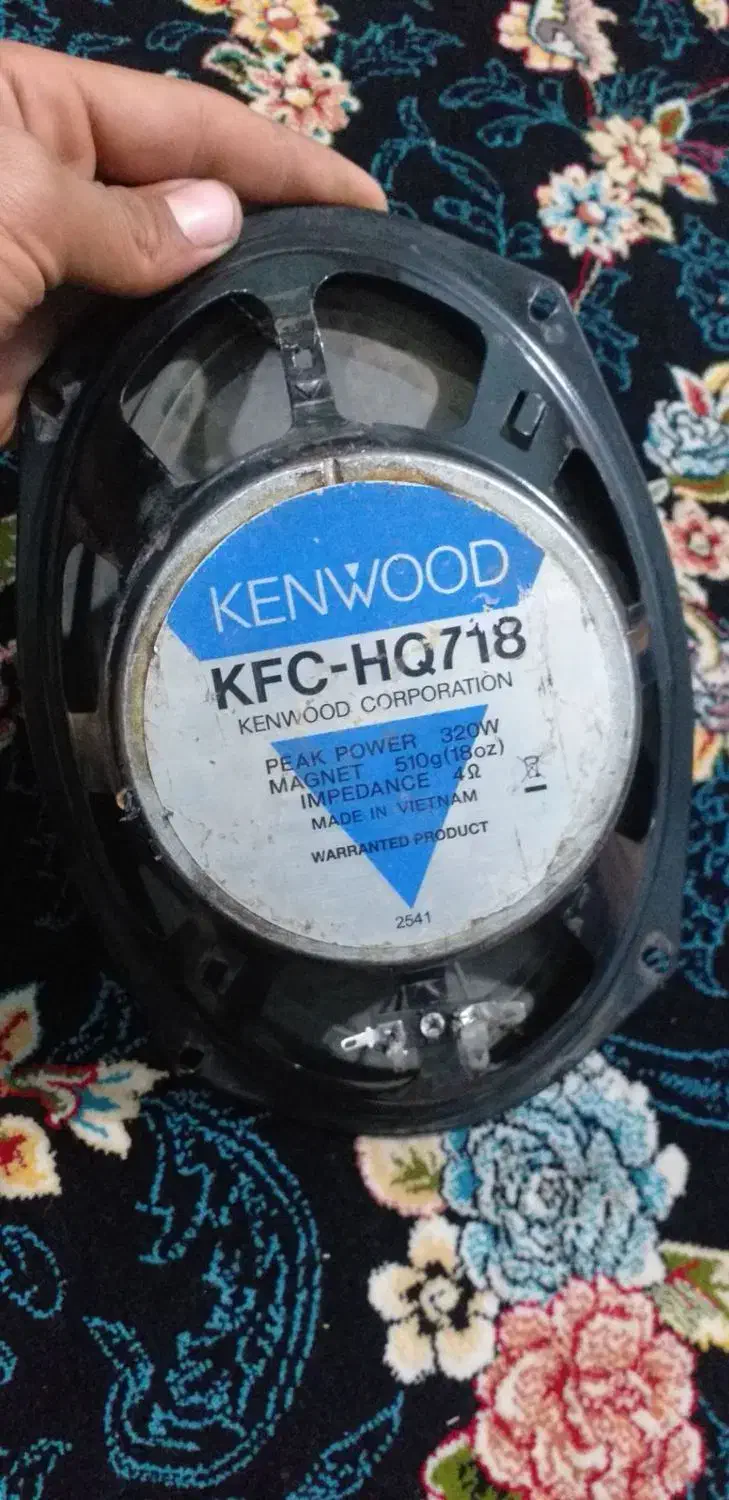 KENWOOD
KFC-HQ718
KENWOOD CORPORATION
PEAK POWER 320W
MAGNET 510g(18oz)
IMPEDANCE 4Ω
MADE IN VIETNAM
WARRANTED PRODUCT
2541